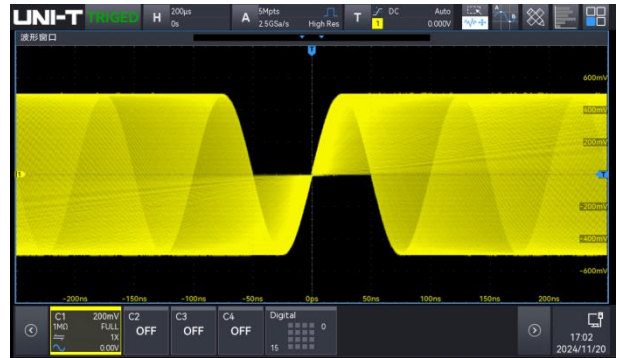 UNI-T TRIGED H 200μs 0s A 5Mpts 2.5GSa/s High Res T 1 DC Auto 0.000V
波形窗口
T
600mV
400mV
200mV
1 T
-200mV
-400mV
-600mV
-200ns -150ns -100ns -50ns 0ps 50ns 100ns 150ns 200ns
C1 200mV C2 C3 C4 Digital
1MΩ FULL OFF OFF OFF 0
1X
0.00V 15
17:02
2024/11/20